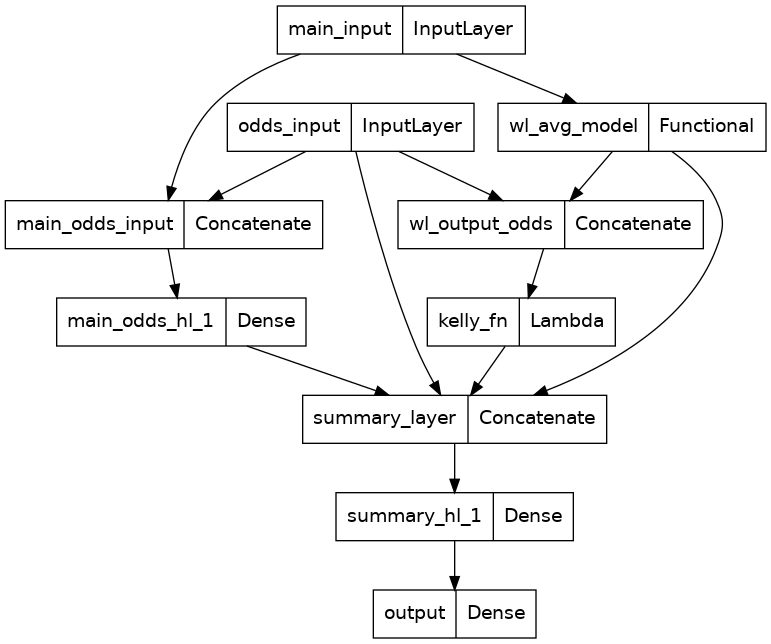 main_input InputLayer
odds_input InputLayer
wl_avg_model Functional
main_odds_input Concatenate
wl_output_odds Concatenate
main_odds_hl_1 Dense
kelly_fn Lambda
summary_layer Concatenate
summary_hl_1 Dense
output Dense